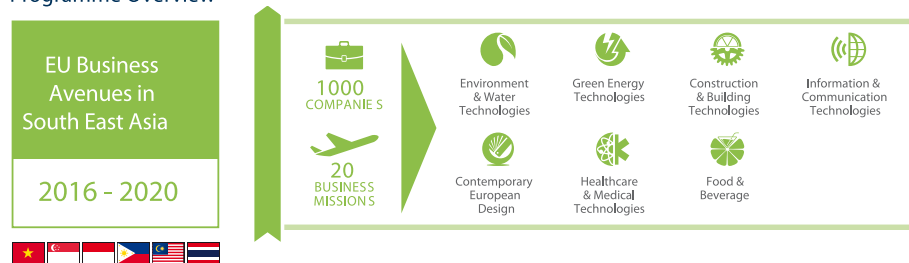 Programme Overview
EU Business
Avenues in
South East Asia
2016 - 2020
1000
COMPANIES
20
BUSINESS
MISSIONS
Environment
& Water
Technologies
Green Energy
Technologies
Construction
& Building
Technologies
Information &
Communication
Technologies
Contemporary
European
Design
Healthcare
& Medical
Technologies
Food &
Beverage